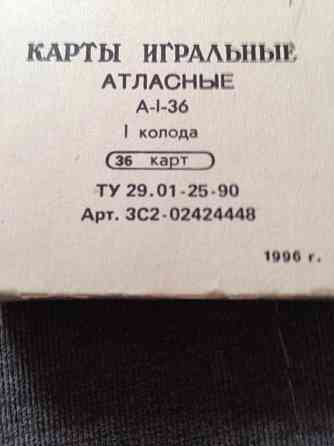 КАРТЫ ИГРАЛЬНЫЕ
АТЛАСНЫЕ
А-I-36
I колода
36 карт
ТУ 29.01-25-90
Арт. 3С2-02424448
1996 г.